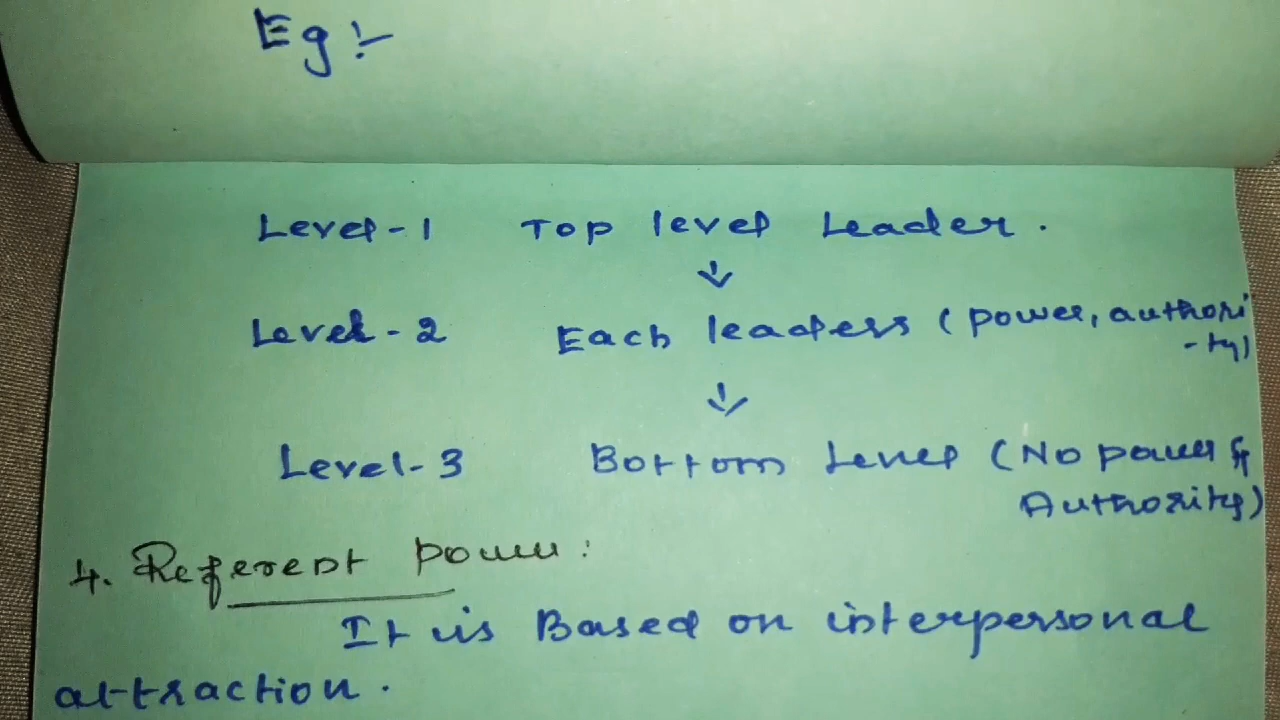 Eg :-
Level-1 Top level Leader.
↓
Level-2 Each leaders (power, authori
-ty)
↓
Level-3 Bottom Level (No power &
Authority)
4. Referent power:
It is Based on interpersonal
attraction.